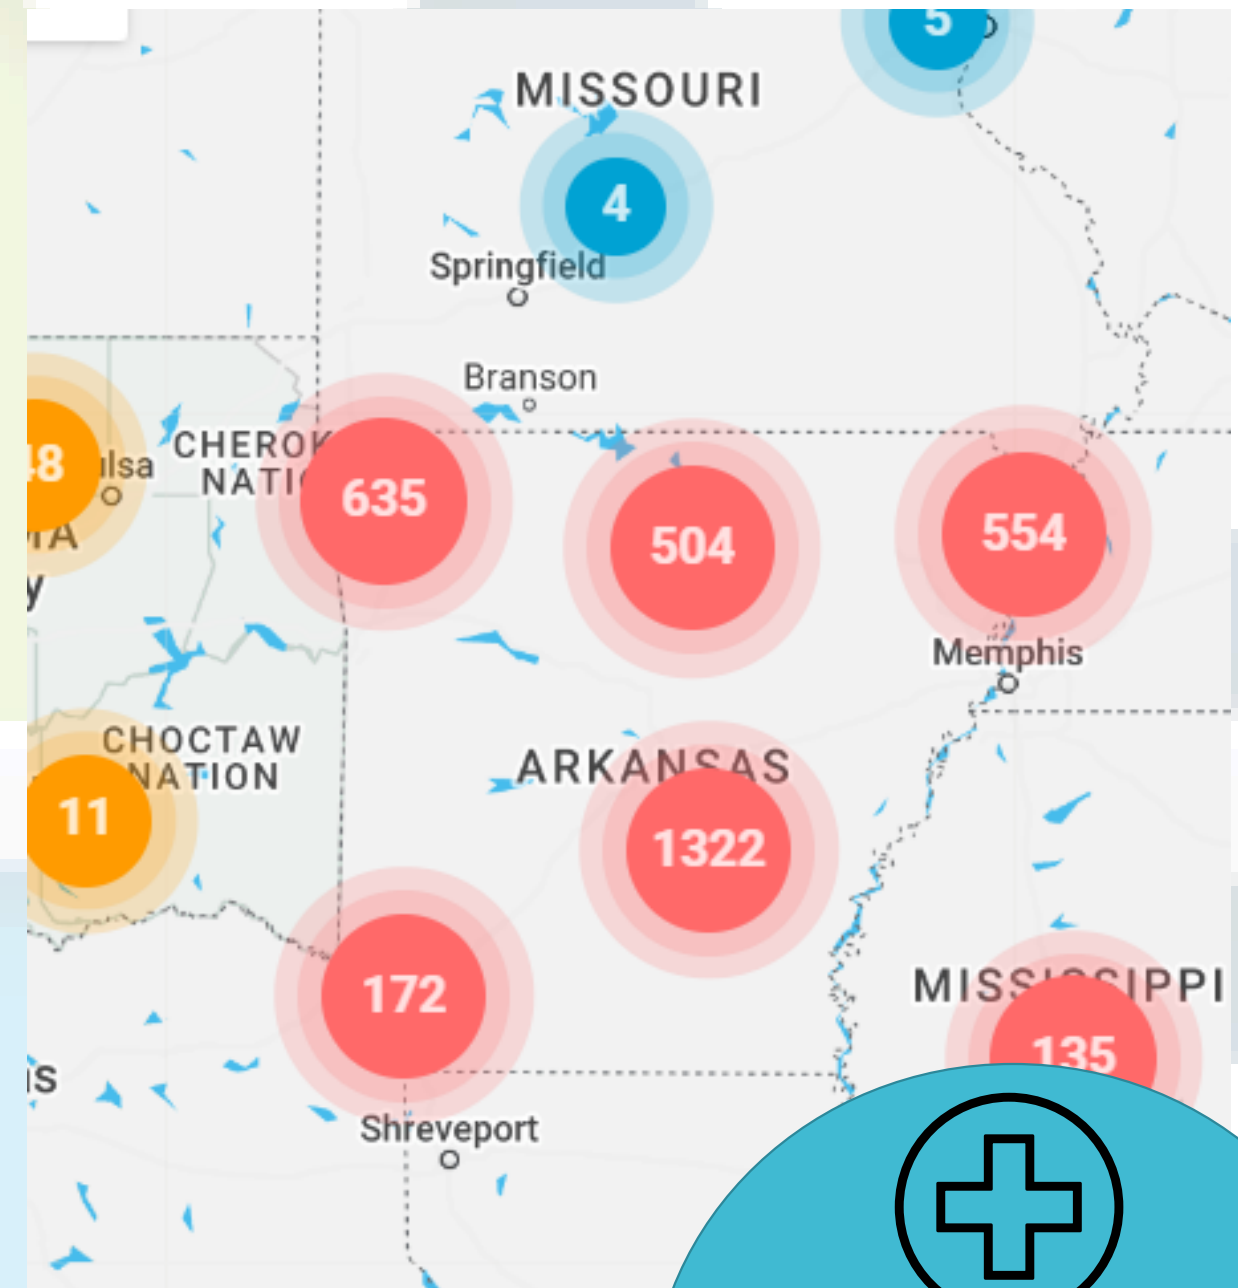 5
MISSOURI
4
Springfield
Branson
CHEROK
NATI
48
ulsa
635
504
554
Memphis
CHOCTAW
NATION
11
ARKANSAS
1322
172
MISSISSIPPI
135
Shreveport